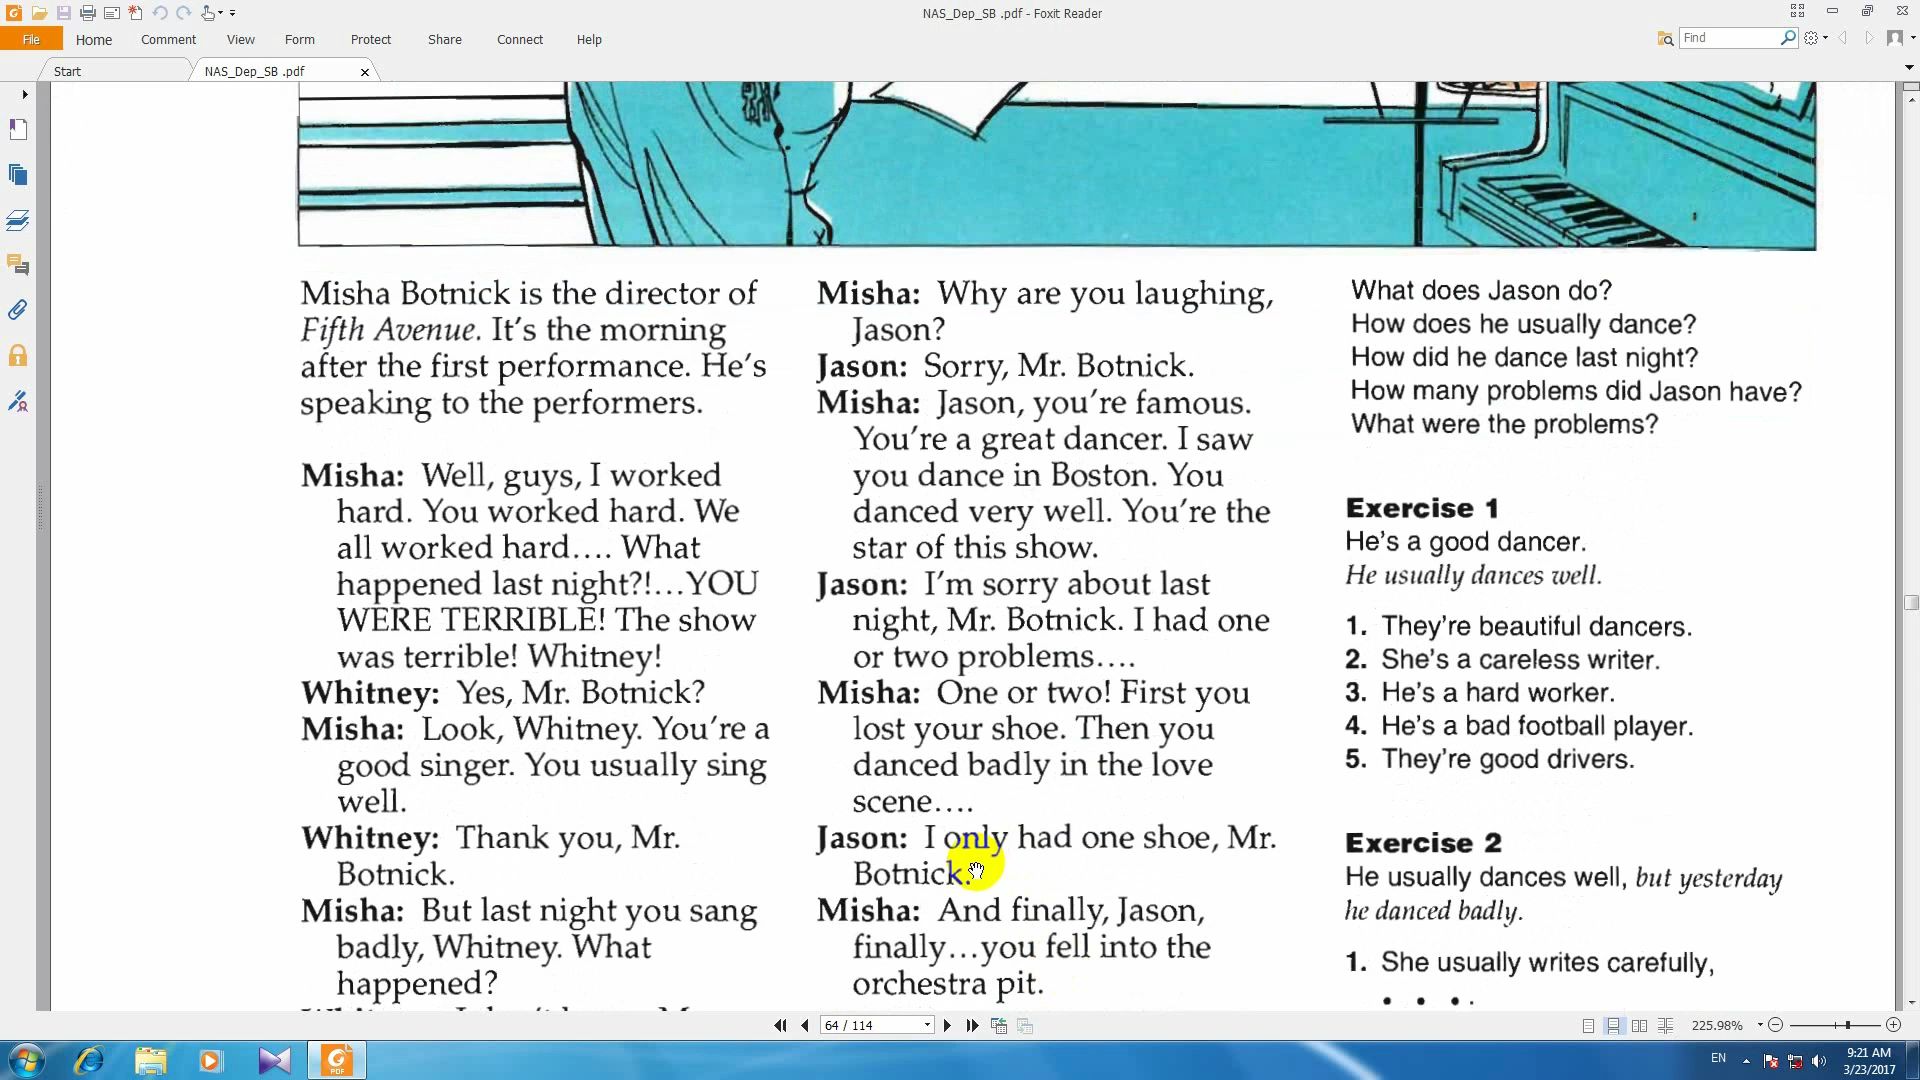 NAS_Dep_SB .pdf - Foxit Reader
File Home Comment View Form Protect Share Connect Help
Find
Start
NAS_Dep_SB .pdf
Misha Botnick is the director of
Fifth Avenue. It's the morning
after the first performance. He's
speaking to the performers.
Misha: Well, guys, I worked
hard. You worked hard. We
all worked hard.... What
happened last night?!...YOU
WERE TERRIBLE! The show
was terrible! Whitney!
Whitney: Yes, Mr. Botnick?
Misha: Look, Whitney. You're a
good singer. You usually sing
well.
Whitney: Thank you, Mr.
Botnick.
Misha: But last night you sang
badly, Whitney. What
happened?
Misha: Why are you laughing,
Jason?
Jason: Sorry, Mr. Botnick.
Misha: Jason, you're famous.
You're a great dancer. I saw
you dance in Boston. You
danced very well. You're the
star of this show.
Jason: I'm sorry about last
night, Mr. Botnick. I had one
or two problems....
Misha: One or two! First you
lost your shoe. Then you
danced badly in the love
scene....
Jason: I only had one shoe, Mr.
Botnick.
Misha: And finally, Jason,
finally...you fell into the
orchestra pit.
What does Jason do?
How does he usually dance?
How did he dance last night?
How many problems did Jason have?
What were the problems?
Exercise 1
He's a good dancer.
He usually dances well.
1. They're beautiful dancers.
2. She's a careless writer.
3. He's a hard worker.
4. He's a bad football player.
5. They're good drivers.
Exercise 2
He usually dances well, but yesterday
he danced badly.
1. She usually writes carefully,
64 / 114
225.98%
PDF
EN
9:21 AM
3/23/2017